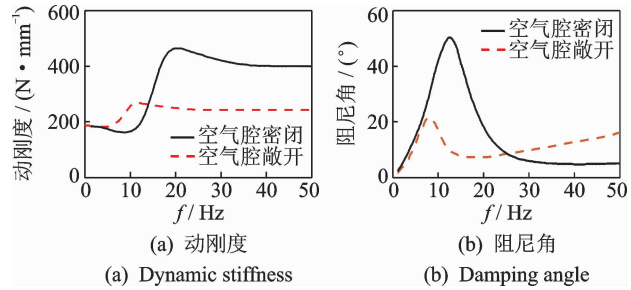 (a)
600
400
200
0
动刚度 / (N·mm⁻¹)
空气腔密闭
空气腔敞开
0 10 20 30 40 50
f / Hz
(a) 动刚度
(a) Dynamic stiffness
(b)
60
40
20
0
阻尼角 / (°)
空气腔密闭
空气腔敞开
0 10 20 30 40 50
f / Hz
(b) 阻尼角
(b) Damping angle